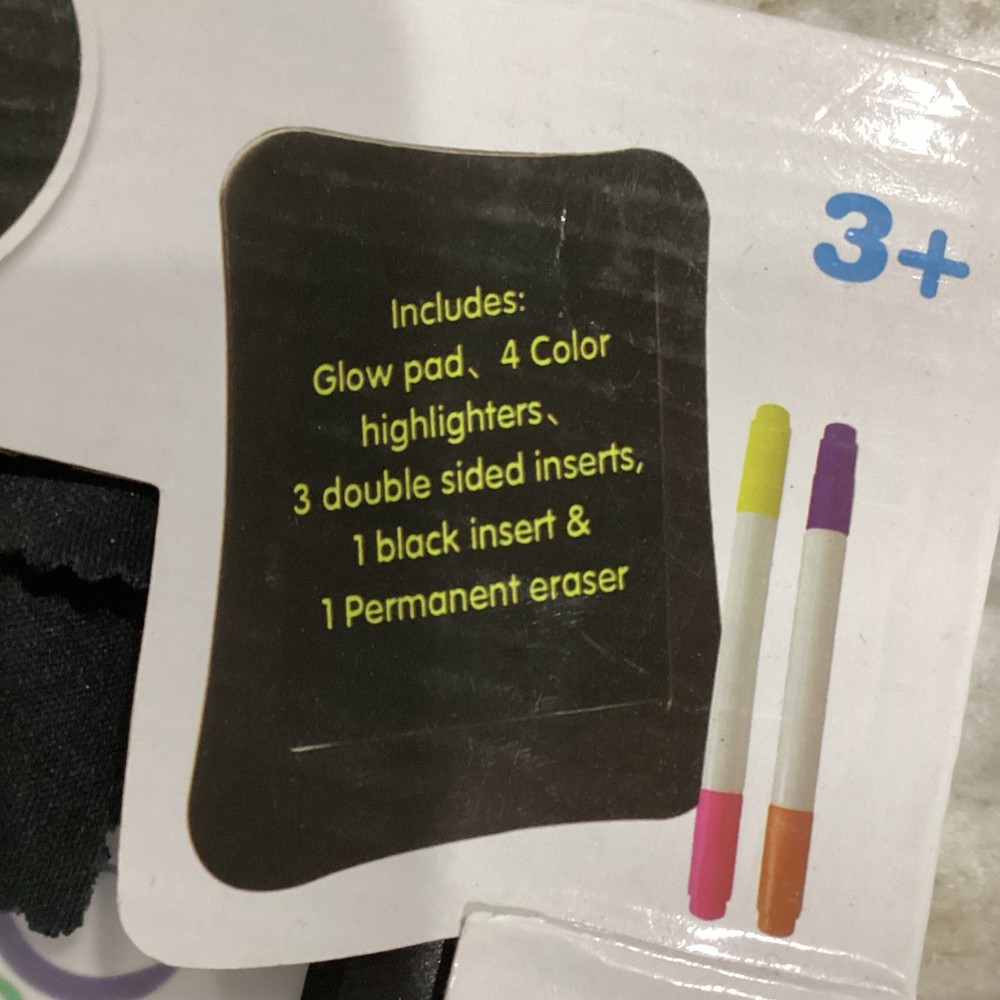 3+
Includes:
Glow pad、4 Color
highlighters、
3 double sided inserts,
1 black insert &
1 Permanent eraser